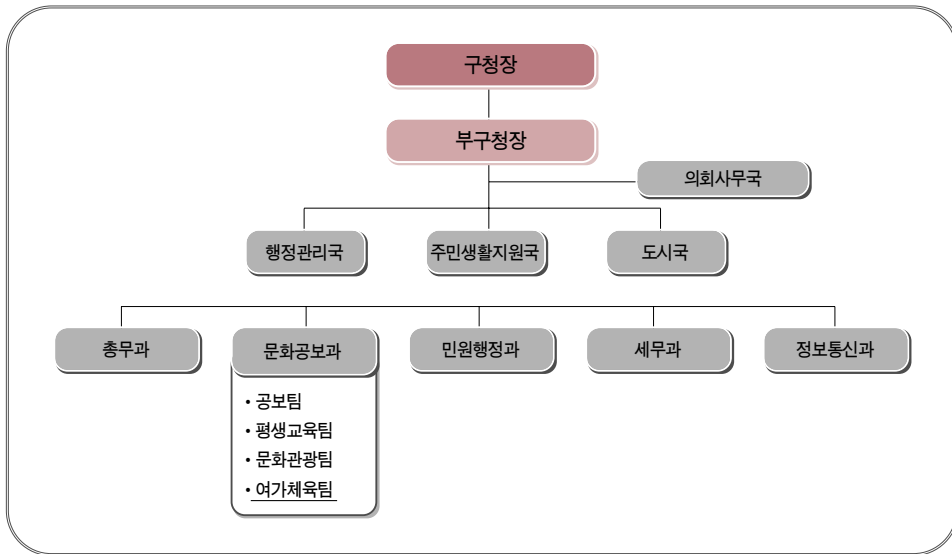 구청장
부구청장
의회사무국
행정관리국 주민생활지원국 도시국
총무과 문화공보과 민원행정과 세무과 정보통신과
• 공보팀
• 평생교육팀
• 문화관광팀
• 여가체육팀